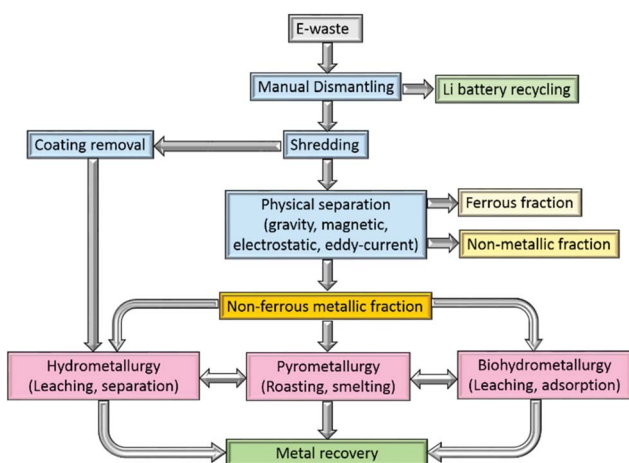 E-waste
Manual Dismantling
Li battery recycling
Coating removal
Shredding
Physical separation
(gravity, magnetic,
electrostatic, eddy-current)
Ferrous fraction
Non-metallic fraction
Non-ferrous metallic fraction
Hydrometallurgy
(Leaching, separation)
Pyrometallurgy
(Roasting, smelting)
Biohydrometallurgy
(Leaching, adsorption)
Metal recovery